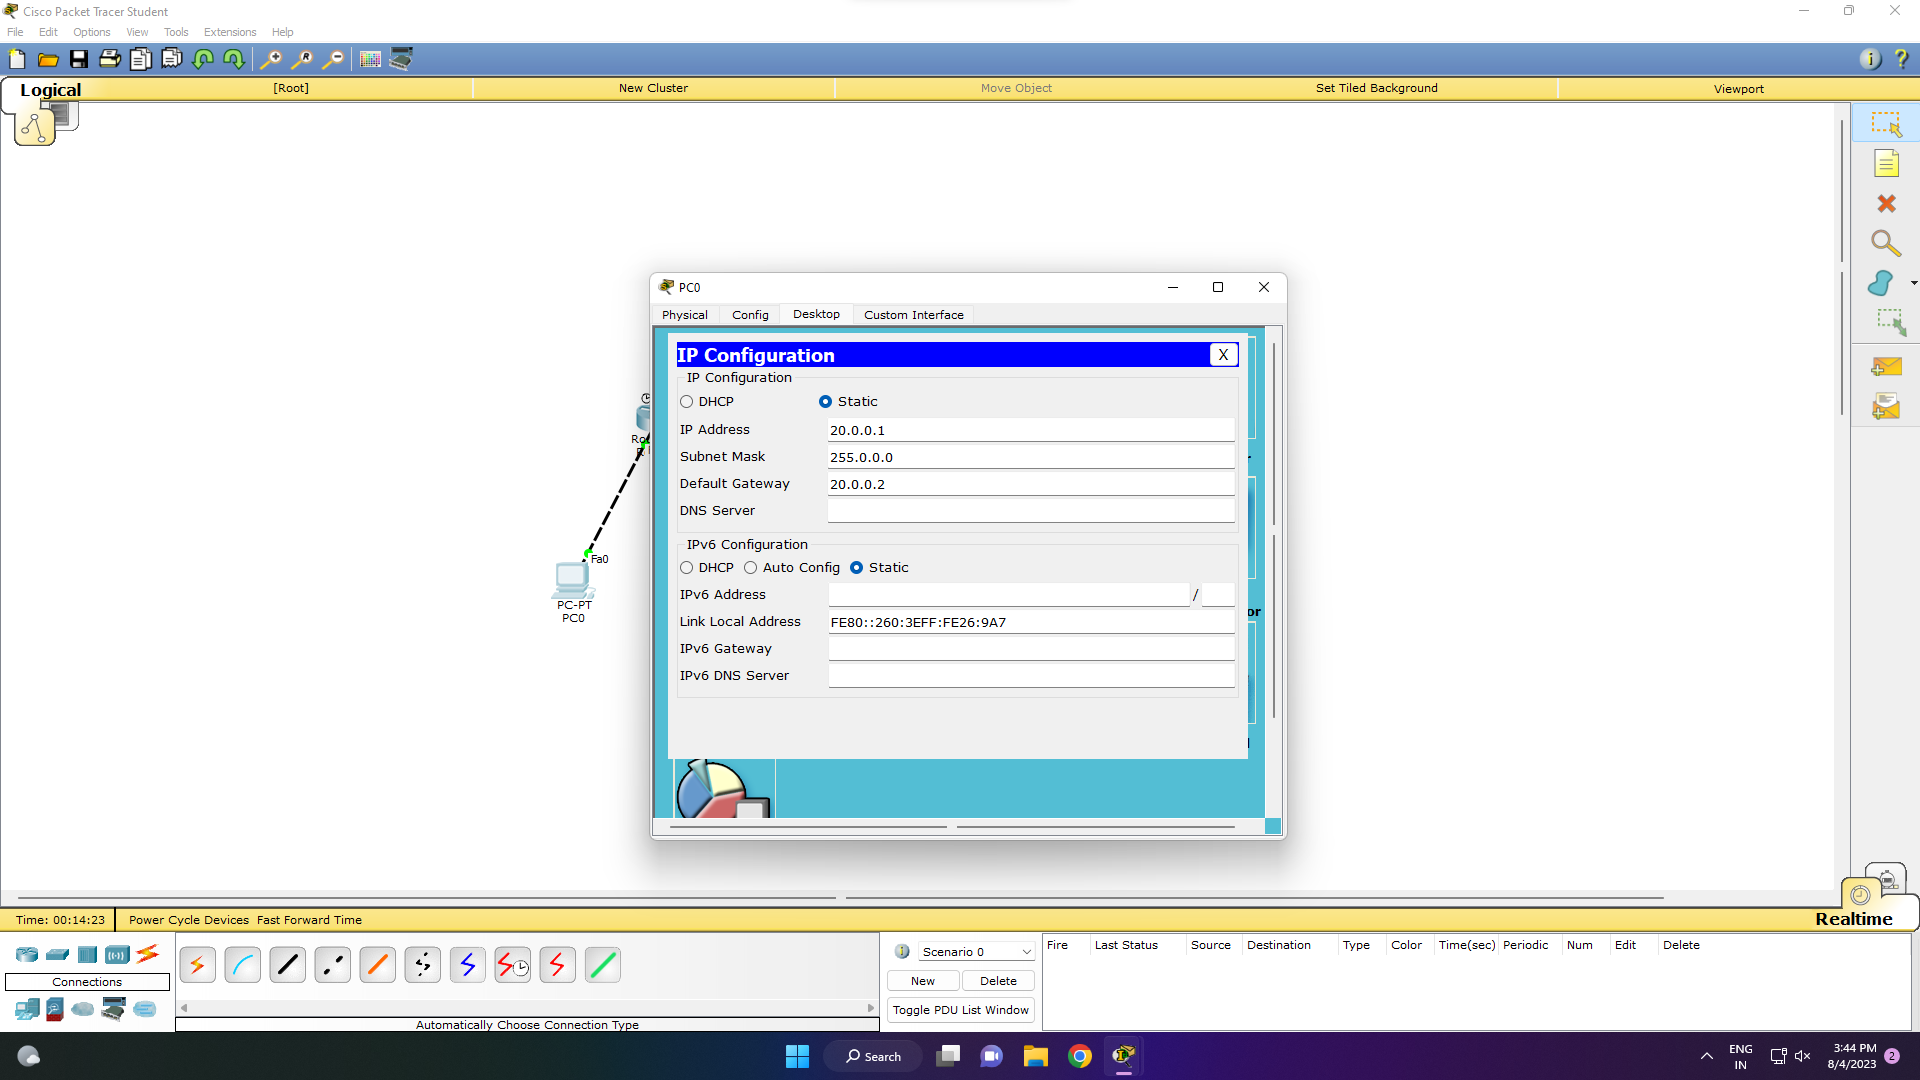 Cisco Packet Tracer Student
File Edit Options View Tools Extensions Help
Logical [Root] New Cluster Move Object Set Tiled Background Viewport
PC0
Physical Config Desktop Custom Interface
IP Configuration X
IP Configuration
DHCP Static
IP Address 20.0.0.1
Subnet Mask 255.0.0.0
Default Gateway 20.0.0.2
DNS Server
IPv6 Configuration
DHCP Auto Config Static
IPv6 Address /
Link Local Address FE80::260:3EFF:FE26:9A7
IPv6 Gateway
IPv6 DNS Server
Fa0
PC-PT
PC0
Time: 00:14:23 Power Cycle Devices Fast Forward Time
Realtime
Connections
Automatically Choose Connection Type
Scenario 0
New Delete
Toggle PDU List Window
Fire Last Status Source Destination Type Color Time(sec) Periodic Num Edit Delete
Search
ENG
IN
3:44 PM
8/4/2023
2